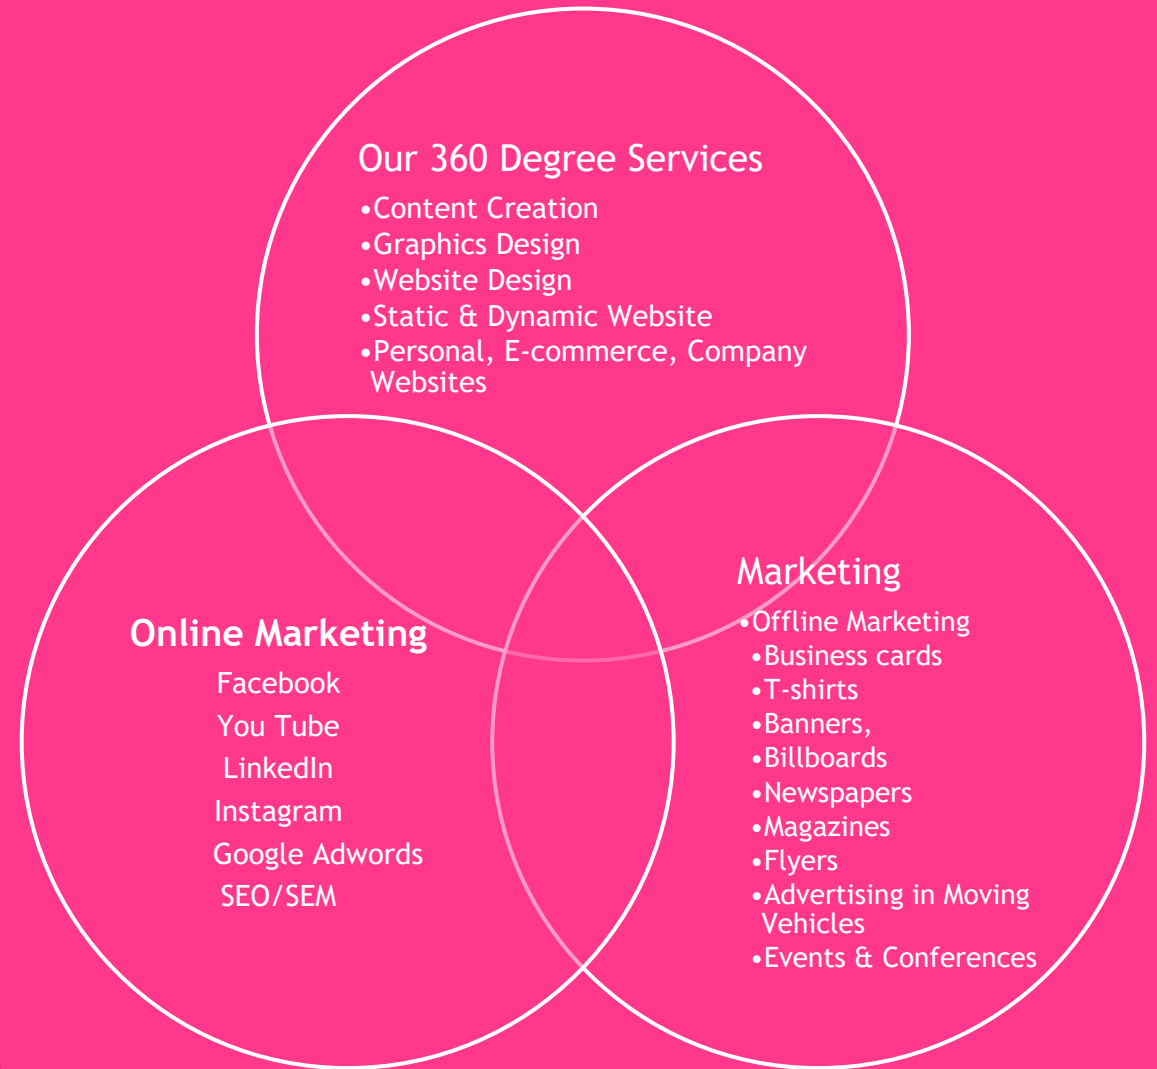 Our 360 Degree Services
•Content Creation
•Graphics Design
•Website Design
•Static & Dynamic Website
•Personal, E-commerce, Company
Websites
Online Marketing
Facebook
You Tube
LinkedIn
Instagram
Google Adwords
SEO/SEM
Marketing
•Offline Marketing
•Business cards
•T-shirts
•Banners,
•Billboards
•Newspapers
•Magazines
•Flyers
•Advertising in Moving
Vehicles
•Events & Conferences